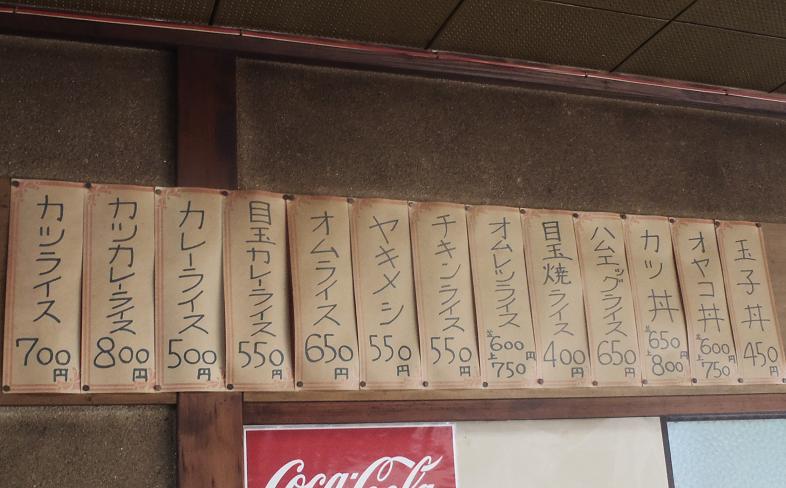 カツライス
700円
カツカレーライス
800円
カレーライス
500円
目玉カレーライス
550円
オムライス
650円
ヤキメシ
550円
チキンライス
550円
オムレツライス
並600円
上750
目玉焼ライス
400円
ハムエッグライス
650円
カツ丼
並650円
上800
オヤコ丼
並600円
上750
玉子丼
450円
Coca-Cola